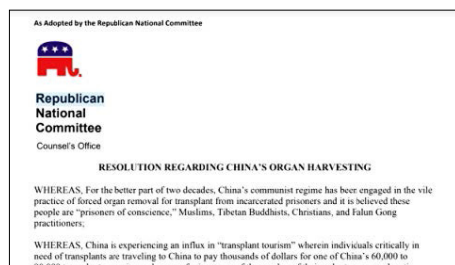 As Adopted by the Republican National Committee
Republican
National
Committee
Counsel's Office
RESOLUTION REGARDING CHINA'S ORGAN HARVESTING
WHEREAS, For the better part of two decades, China's communist regime has been engaged in the vile
practice of forced organ removal for transplant from incarcerated prisoners and it is believed these
people are "prisoners of conscience," Muslims, Tibetan Buddhists, Christians, and Falun Gong
practitioners;
WHEREAS, China is experiencing an influx in "transplant tourism" wherein individuals critically in
need of transplants are traveling to China to pay thousands of dollars for one of China's 60,000 to